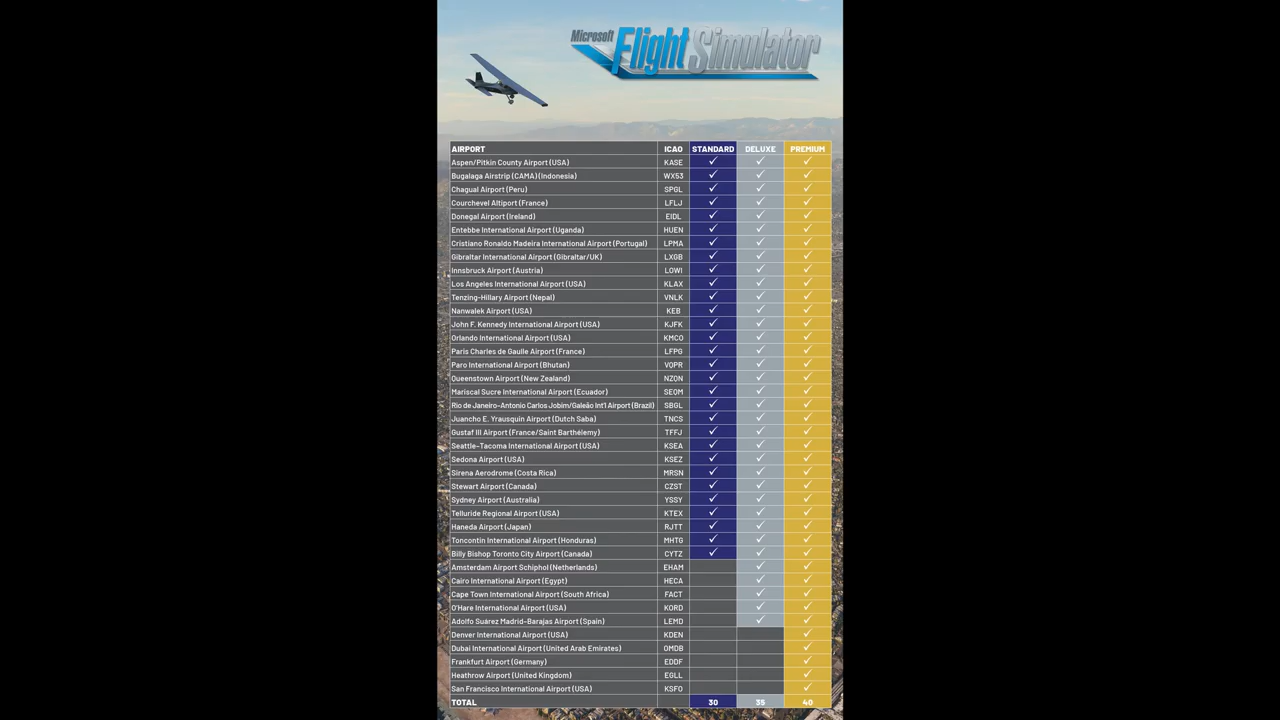 Microsoft Flight Simulator
AIRPORT ICAO STANDARD DELUXE PREMIUM
Aspen/Pitkin County Airport (USA) KASE ✓ ✓ ✓
Bugalaga Airstrip (CAMA) (Indonesia) WX53 ✓ ✓ ✓
Chagual Airport (Peru) SPGL ✓ ✓ ✓
Courchevel Altiport (France) LFLJ ✓ ✓ ✓
Donegal Airport (Ireland) EIDL ✓ ✓ ✓
Entebbe International Airport (Uganda) HUEN ✓ ✓ ✓
Cristiano Ronaldo Madeira International Airport (Portugal) LPMA ✓ ✓ ✓
Gibraltar International Airport (Gibraltar/UK) LXGB ✓ ✓ ✓
Innsbruck Airport (Austria) LOWI ✓ ✓ ✓
Los Angeles International Airport (USA) KLAX ✓ ✓ ✓
Tenzing-Hillary Airport (Nepal) VNLK ✓ ✓ ✓
Nanwalek Airport (USA) KEB ✓ ✓ ✓
John F. Kennedy International Airport (USA) KJFK ✓ ✓ ✓
Orlando International Airport (USA) KMCO ✓ ✓ ✓
Paris Charles de Gaulle Airport (France) LFPG ✓ ✓ ✓
Paro International Airport (Bhutan) VQPR ✓ ✓ ✓
Queenstown Airport (New Zealand) NZQN ✓ ✓ ✓
Mariscal Sucre International Airport (Ecuador) SEQM ✓ ✓ ✓
Rio de Janeiro-Antonio Carlos Jobim/Galeão Int'l Airport (Brazil) SBGL ✓ ✓ ✓
Juancho E. Yrausquin Airport (Dutch Saba) TNCS ✓ ✓ ✓
Gustaf III Airport (France/Saint Barthélemy) TFFJ ✓ ✓ ✓
Seattle-Tacoma International Airport (USA) KSEA ✓ ✓ ✓
Sedona Airport (USA) KSEZ ✓ ✓ ✓
Sirena Aerodrome (Costa Rica) MRSN ✓ ✓ ✓
Stewart Airport (Canada) CZST ✓ ✓ ✓
Sydney Airport (Australia) YSSY ✓ ✓ ✓
Telluride Regional Airport (USA) KTEX ✓ ✓ ✓
Haneda Airport (Japan) RJTT ✓ ✓ ✓
Toncontin International Airport (Honduras) MHTG ✓ ✓ ✓
Billy Bishop Toronto City Airport (Canada) CYTZ ✓ ✓ ✓
Amsterdam Airport Schiphol (Netherlands) EHAM ✓ ✓
Cairo International Airport (Egypt) HECA ✓ ✓
Cape Town International Airport (South Africa) FACT ✓ ✓
O'Hare International Airport (USA) KORD ✓ ✓
Adolfo Suárez Madrid-Barajas Airport (Spain) LEMD ✓ ✓
Denver International Airport (USA) KDEN ✓
Dubai International Airport (United Arab Emirates) OMDB ✓
Frankfurt Airport (Germany) EDDF ✓
Heathrow Airport (United Kingdom) EGLL ✓
San Francisco International Airport (USA) KSFO ✓
TOTAL 30 35 40